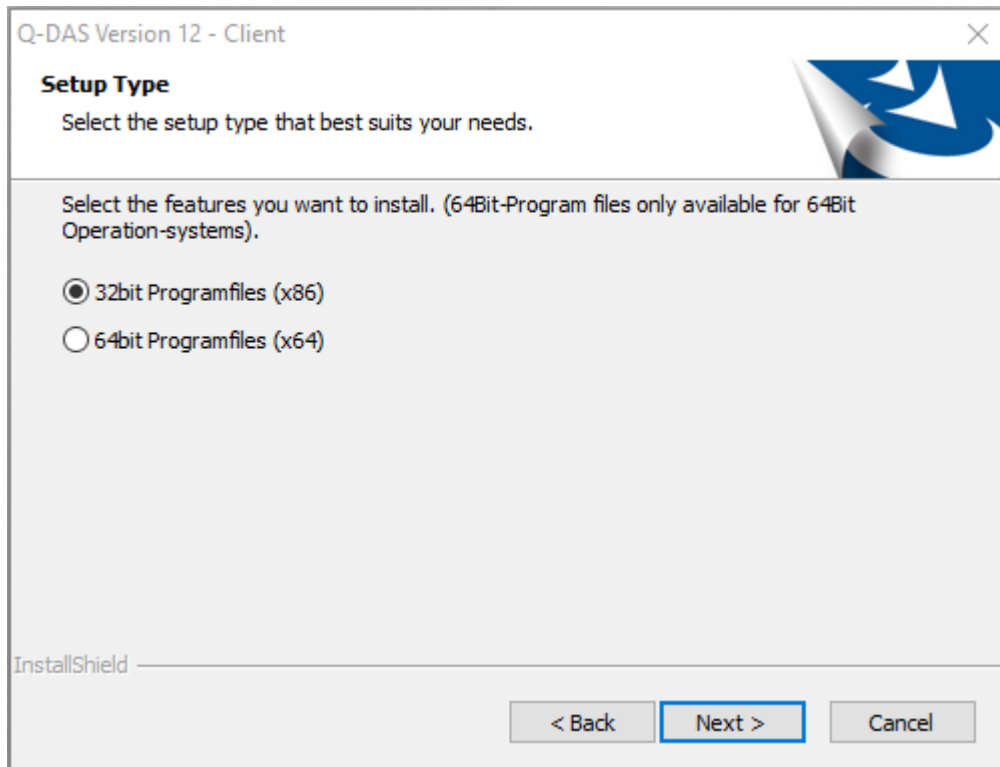 Q-DAS Version 12 - Client
Setup Type
Select the setup type that best suits your needs.
Select the features you want to install. (64Bit-Program files only available for 64Bit
Operation-systems).
32bit Programfiles (x86)
64bit Programfiles (x64)
InstallShield
< Back
Next >
Cancel